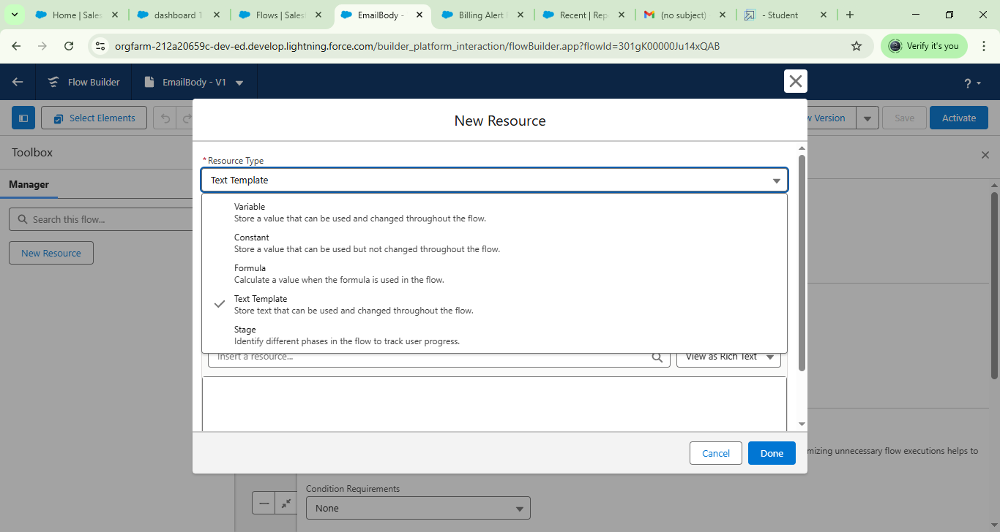 Home | Sales
dashboard 1
Flows | Sales
EmailBody -
Billing Alert
Recent | Rep
(no subject)
- Student
orgfarm-212a20659c-dev-ed.develop.lightning.force.com/builder_platform_interaction/flowBuilder.app?flowId=301gK00000Ju14xQAB
Verify it's you
Flow Builder
EmailBody - V1
?
Select Elements
w Version
Save
Activate
New Resource
Toolbox
* Resource Type
Text Template
Manager
Search this flow...
New Resource
Variable
Store a value that can be used and changed throughout the flow.
Constant
Store a value that can be used but not changed throughout the flow.
Formula
Calculate a value when the formula is used in the flow.
Text Template
Store text that can be used and changed throughout the flow.
Stage
Identify different phases in the flow to track user progress.
Insert a resource...
View as Rich Text
Cancel
Done
mizing unnecessary flow executions helps to
Condition Requirements
None